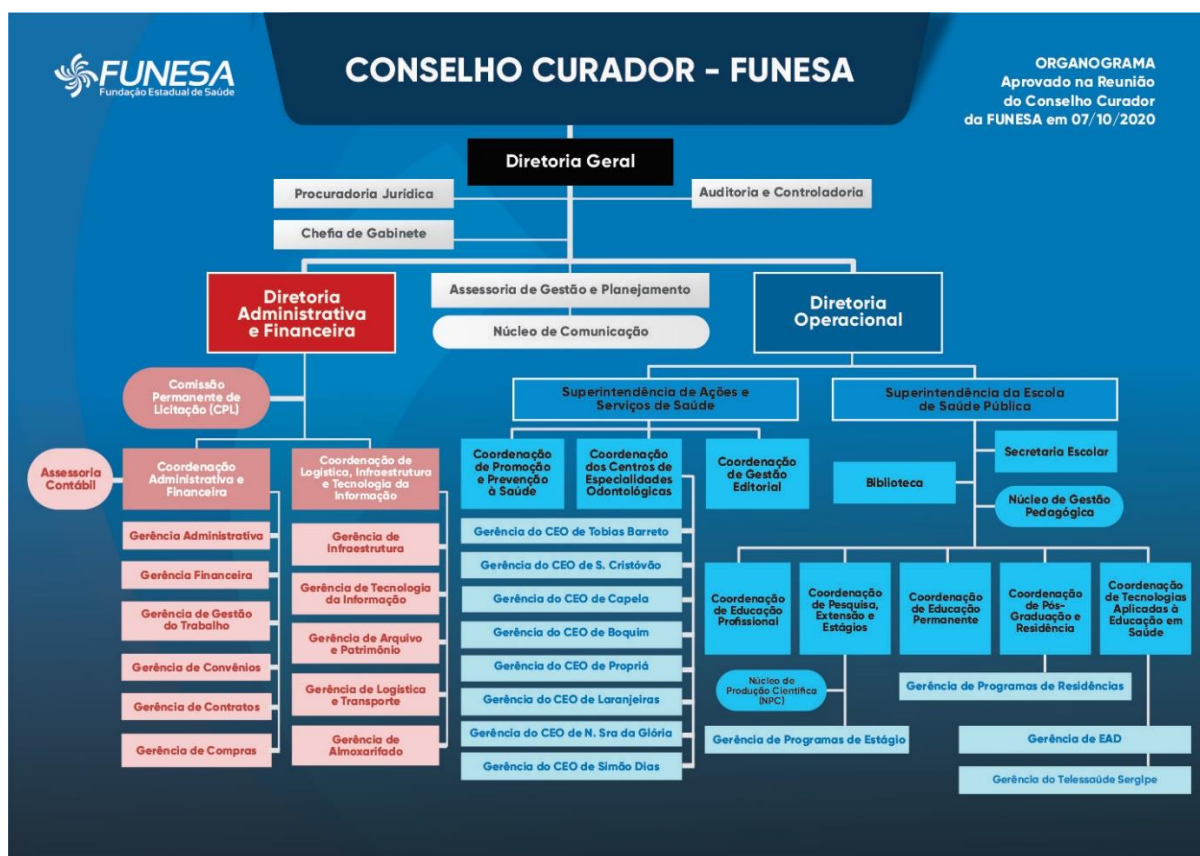 FUNESA
Fundação Estadual de Saúde
CONSELHO CURADOR - FUNESA
ORGANOGRAMA
Aprovado na Reunião
do Conselho Curador
da FUNESA em 07/10/2020
Diretoria Geral
Procuradoria Jurídica
Auditoria e Controladoria
Chefia de Gabinete
Diretoria
Administrativa
e Financeira
Assessoria de Gestão e Planejamento
Núcleo de Comunicação
Diretoria
Operacional
Comissão
Permanente de
Licitação (CPL)
Assessoria
Contábil
Coordenação
Administrativa e
Financeira
Coordenação de
Logística, Infraestrutura
e Tecnologia da
Informação
Gerência Administrativa
Gerência Financeira
Gerência de Gestão
do Trabalho
Gerência de Convênios
Gerência de Contratos
Gerência de Compras
Gerência de
Infraestrutura
Gerência de Tecnologia
da Informação
Gerência de Arquivo
e Patrimônio
Gerência de Logística
e Transporte
Gerência de
Almoxarifado
Superintendência de Ações e
Serviços de Saúde
Coordenação
de Promoção
e Prevenção
à Saúde
Coordenação
dos Centros de
Especialidades
Odontológicas
Coordenação
de Gestão
Editorial
Gerência do CEO de Tobias Barreto
Gerência do CEO de S. Cristóvão
Gerência do CEO de Capela
Gerência do CEO de Boquim
Gerência do CEO de Propriá
Gerência do CEO de Laranjeiras
Gerência do CEO de N. Sra da Glória
Gerência do CEO de Simão Dias
Superintendência da Escola
de Saúde Pública
Secretaria Escolar
Biblioteca
Núcleo de Gestão
Pedagógica
Coordenação
de Educação
Profissional
Coordenação
de Pesquisa,
Extensão e
Estágios
Coordenação
de Educação
Permanente
Coordenação
de Pós-
Graduação e
Residência
Coordenação
de Tecnologias
Aplicadas à
Educação em
Saúde
Núcleo de
Produção Científica
(NPC)
Gerência de Programas de Estágio
Gerência de Programas de Residências
Gerência de EAD
Gerência do Telessaúde Sergipe